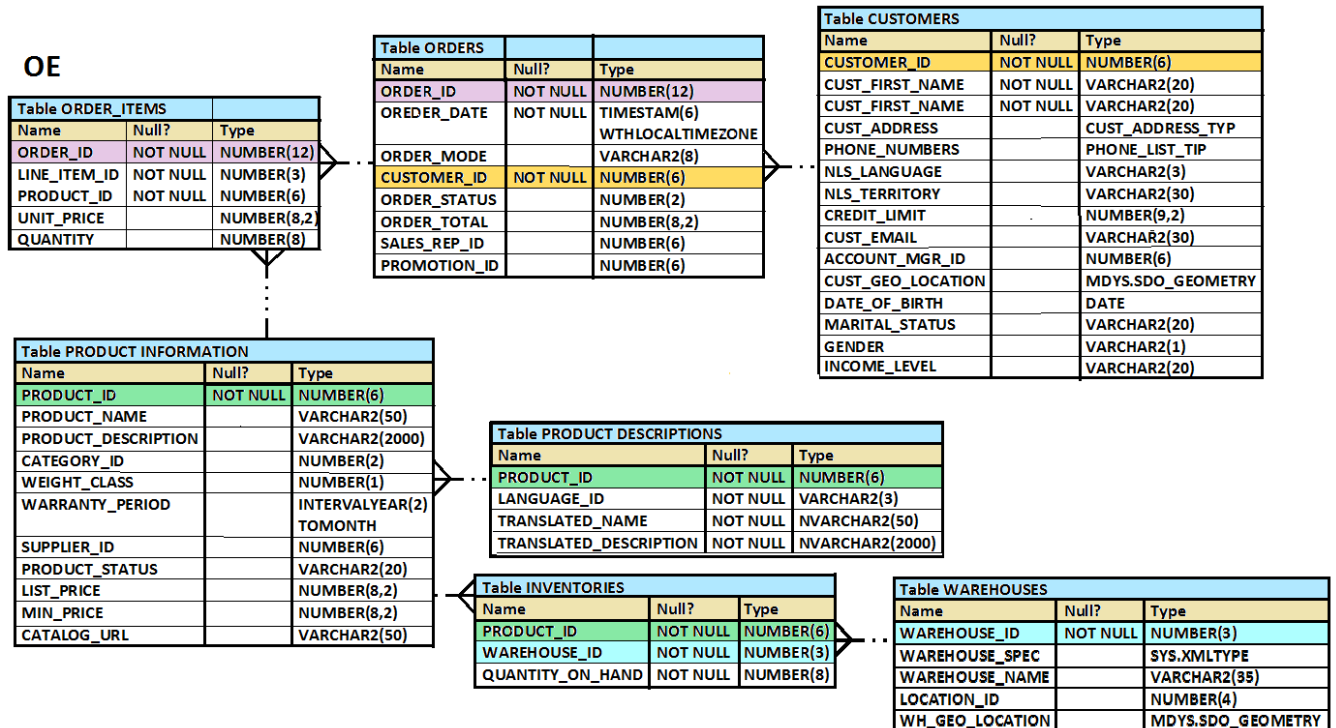 OE
Table ORDER_ITEMS
Name Null? Type
ORDER_ID NOT NULL NUMBER(12)
LINE_ITEM_ID NOT NULL NUMBER(3)
PRODUCT_ID NOT NULL NUMBER(6)
UNIT_PRICE NUMBER(8,2)
QUANTITY NUMBER(8)
Table ORDERS
Name Null? Type
ORDER_ID NOT NULL NUMBER(12)
OREDER_DATE NOT NULL TIMESTAM(6)
WTHLOCALTIMEZONE
ORDER_MODE VARCHAR2(8)
CUSTOMER_ID NOT NULL NUMBER(6)
ORDER_STATUS NUMBER(2)
ORDER_TOTAL NUMBER(8,2)
SALES_REP_ID NUMBER(6)
PROMOTION_ID NUMBER(6)
Table CUSTOMERS
Name Null? Type
CUSTOMER_ID NOT NULL NUMBER(6)
CUST_FIRST_NAME NOT NULL VARCHAR2(20)
CUST_FIRST_NAME NOT NULL VARCHAR2(20)
CUST_ADDRESS CUST_ADDRESS_TYP
PHONE_NUMBERS PHONE_LIST_TIP
NLS_LANGUAGE VARCHAR2(3)
NLS_TERRITORY VARCHAR2(30)
CREDIT_LIMIT NUMBER(9,2)
CUST_EMAIL VARCHAR2(30)
ACCOUNT_MGR_ID NUMBER(6)
CUST_GEO_LOCATION MDYS.SDO_GEOMETRY
DATE_OF_BIRTH DATE
MARITAL_STATUS VARCHAR2(20)
GENDER VARCHAR2(1)
INCOME_LEVEL VARCHAR2(20)
Table PRODUCT INFORMATION
Name Null? Type
PRODUCT_ID NOT NULL NUMBER(6)
PRODUCT_NAME VARCHAR2(50)
PRODUCT_DESCRIPTION VARCHAR2(2000)
CATEGORY_ID NUMBER(2)
WEIGHT_CLASS NUMBER(1)
WARRANTY_PERIOD INTERVALYEAR(2)
TOMONTH
SUPPLIER_ID NUMBER(6)
PRODUCT_STATUS VARCHAR2(20)
LIST_PRICE NUMBER(8,2)
MIN_PRICE NUMBER(8,2)
CATALOG_URL VARCHAR2(50)
Table PRODUCT DESCRIPTIONS
Name Null? Type
PRODUCT_ID NOT NULL NUMBER(6)
LANGUAGE_ID NOT NULL VARCHAR2(3)
TRANSLATED_NAME NOT NULL NVARCHAR2(50)
TRANSLATED_DESCRIPTION NOT NULL NVARCHAR2(2000)
Table INVENTORIES
Name Null? Type
PRODUCT_ID NOT NULL NUMBER(6)
WAREHOUSE_ID NOT NULL NUMBER(3)
QUANTITY_ON_HAND NOT NULL NUMBER(8)
Table WAREHOUSES
Name Null? Type
WAREHOUSE_ID NOT NULL NUMBER(3)
WAREHOUSE_SPEC SYS.XMLTYPE
WAREHOUSE_NAME VARCHAR2(35)
LOCATION_ID NUMBER(4)
WH_GEO_LOCATION MDYS.SDO_GEOMETRY